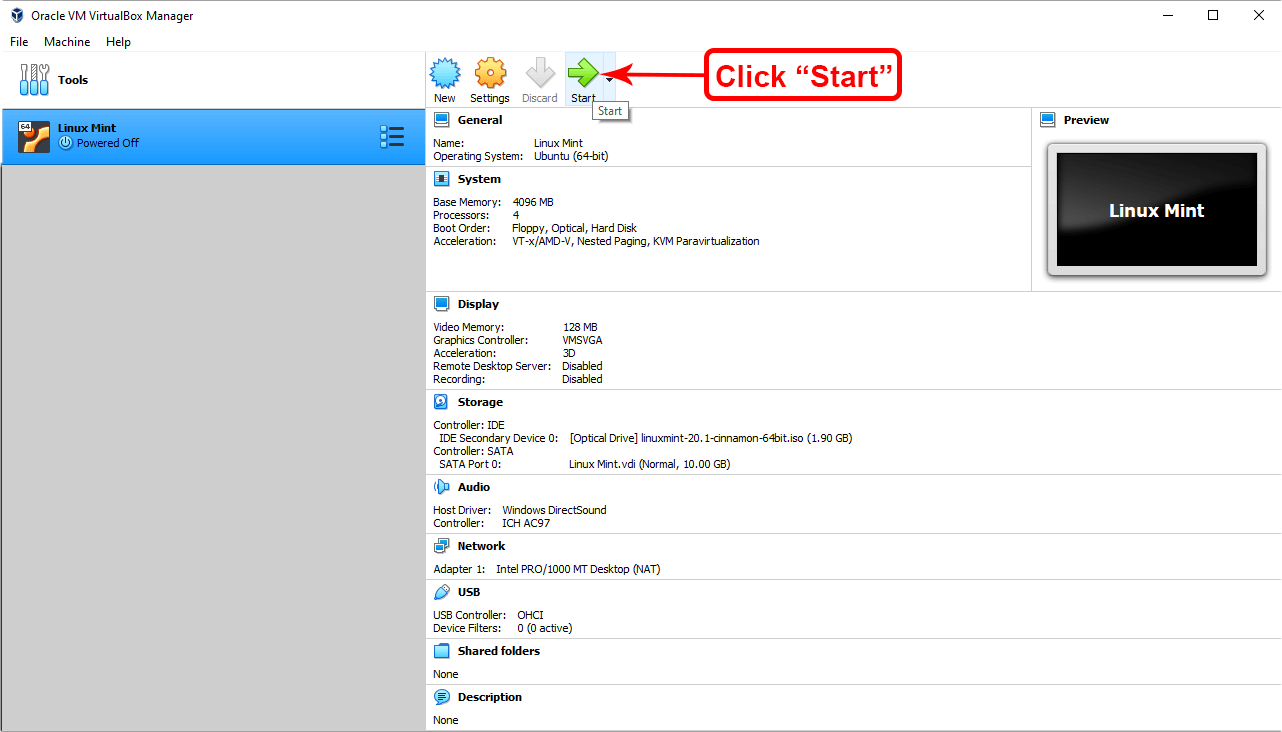 Oracle VM VirtualBox Manager
File Machine Help
Tools
New Settings Discard Start
Click “Start”
Start
64
Linux Mint
Powered Off
General
Name: Linux Mint
Operating System: Ubuntu (64-bit)
Preview
Linux Mint
System
Base Memory: 4096 MB
Processors: 4
Boot Order: Floppy, Optical, Hard Disk
Acceleration: VT-x/AMD-V, Nested Paging, KVM Paravirtualization
Display
Video Memory: 128 MB
Graphics Controller: VMSVGA
Acceleration: 3D
Remote Desktop Server: Disabled
Recording: Disabled
Storage
Controller: IDE
IDE Secondary Device 0: [Optical Drive] linuxmint-20.1-cinnamon-64bit.iso (1.90 GB)
Controller: SATA
SATA Port 0: Linux Mint.vdi (Normal, 10.00 GB)
Audio
Host Driver: Windows DirectSound
Controller: ICH AC97
Network
Adapter 1: Intel PRO/1000 MT Desktop (NAT)
USB
USB Controller: OHCI
Device Filters: 0 (0 active)
Shared folders
None
Description
None